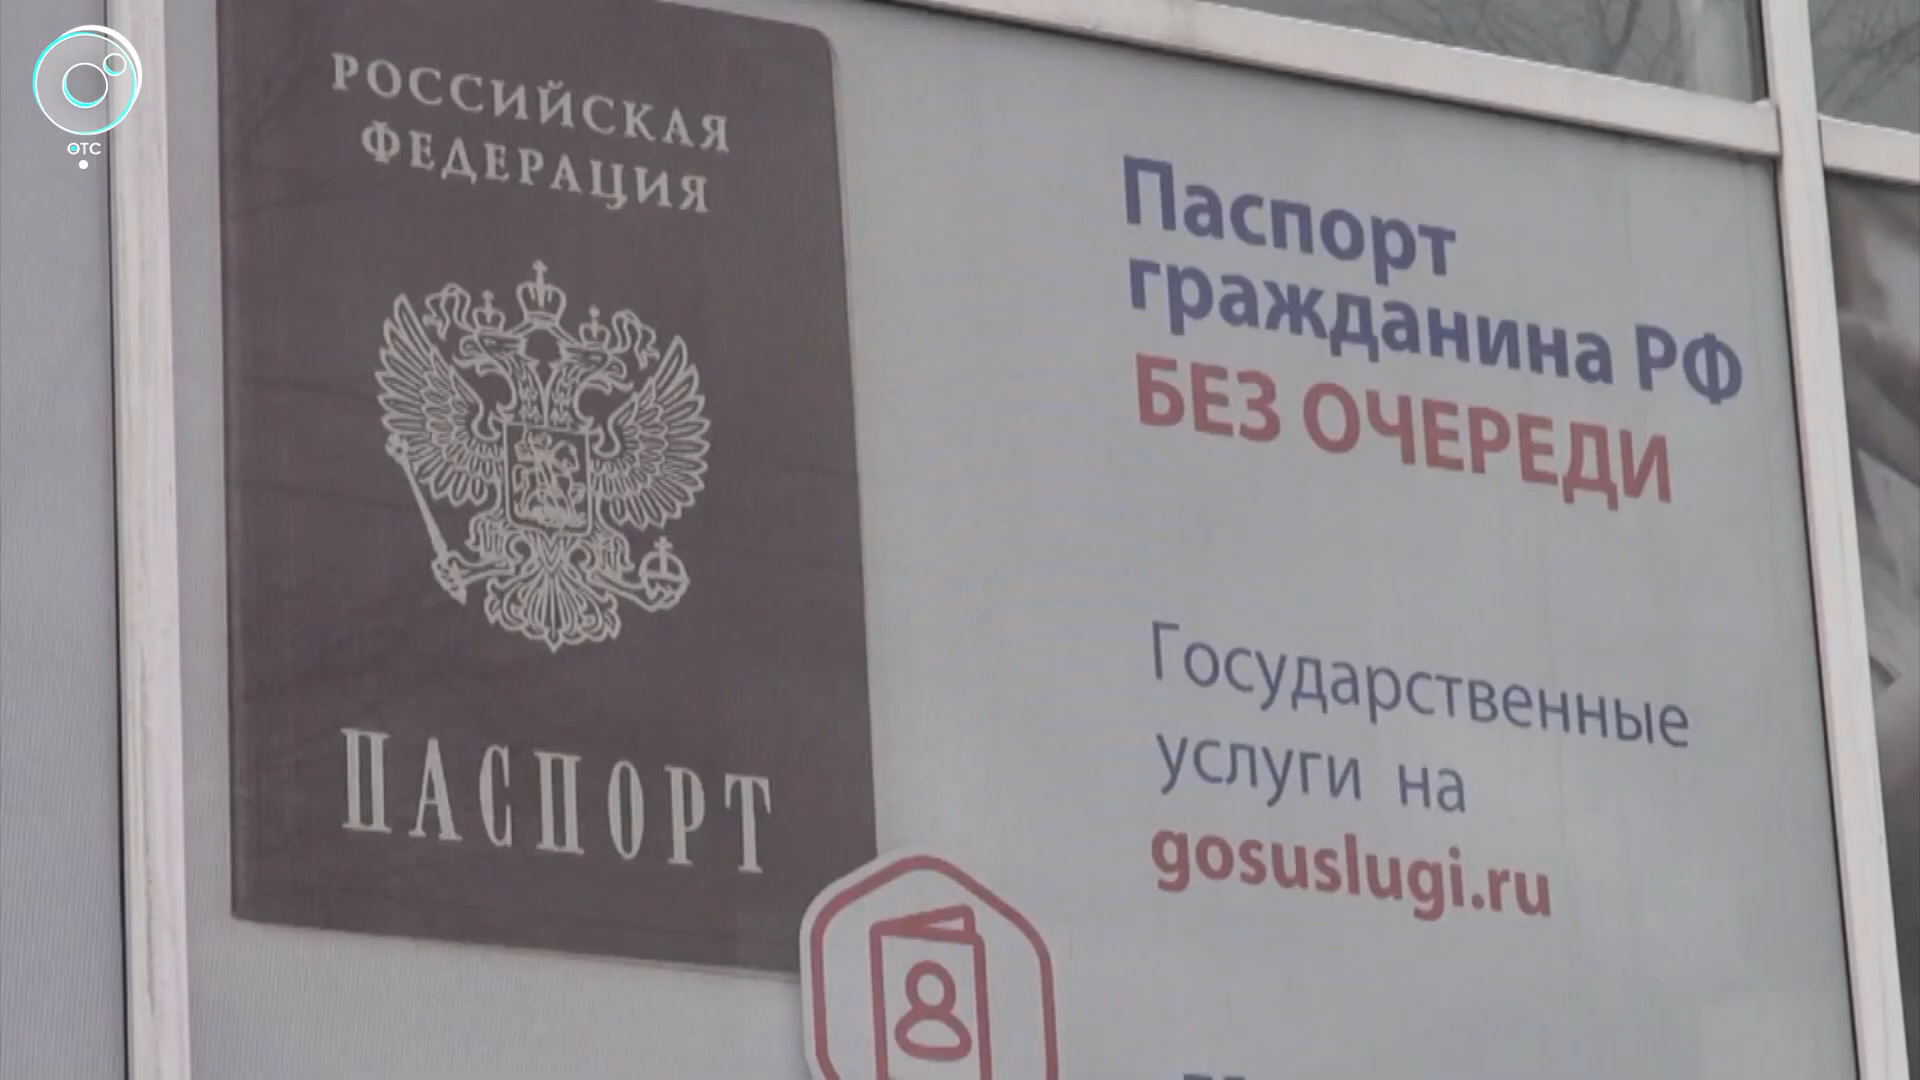 ОТС
РОССИЙСКАЯ
ФЕДЕРАЦИЯ
ПАСПОРТ
Паспорт
гражданина РФ
БЕЗ ОЧЕРЕДИ
Государственные
услуги на
gosuslugi.ru